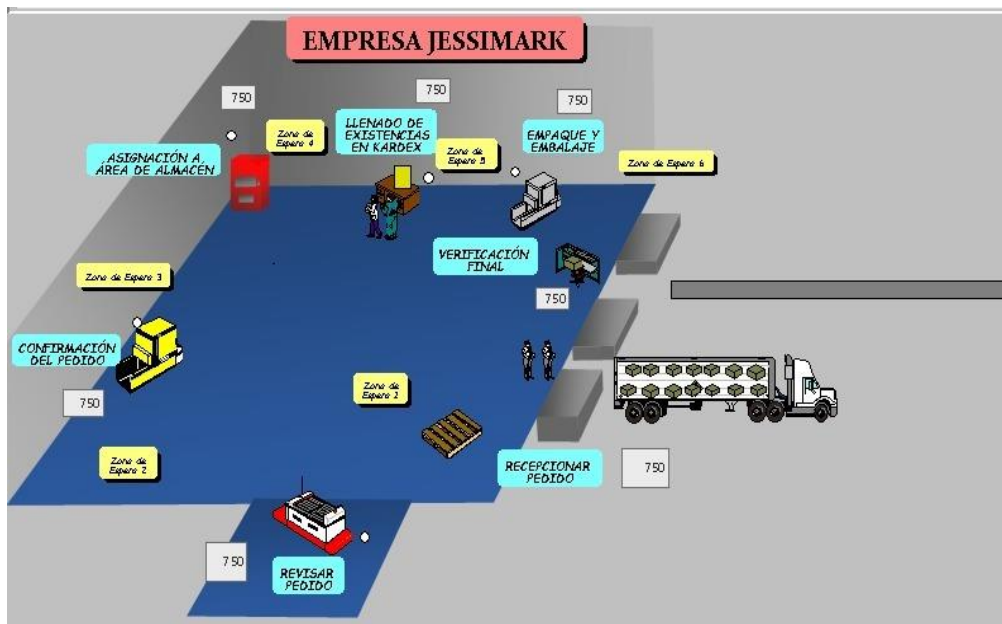 EMPRESA JESSIMARK
750
750
750
LLENADO DE
EXISTENCIAS
EN KARDEX
EMPAQUE Y
EMBALAJE
Zona de
Espera 4
Zona de
Espera 5
Zona de Espera 6
ASIGNACIÓN A
ÁREA DE ALMACÉN
VERIFICACIÓN
FINAL
Zona de Espera 3
750
CONFIRMACIÓN
DEL PEDIDO
750
Zona de
Espera 1
Zona de
Espera 2
RECEPCIONAR
PEDIDO
750
750
REVISAR
PEDIDO